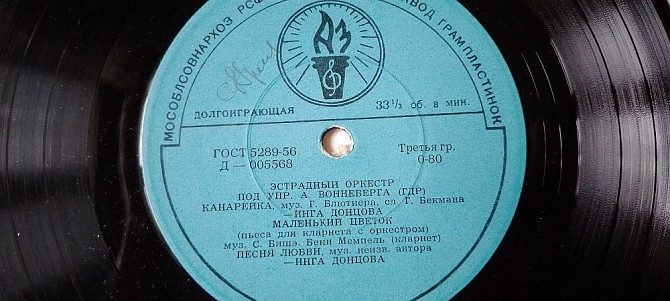 МОСОБЛСОВНАРХОЗ РСФ
ЗАВОД ГРАМПЛАСТИНОК
АЗ
ДОЛГОИГРАЮЩАЯ
33⅓ об. в мин.
ГОСТ 5289-56
Д—005568
Третья гр.
0-80
ЭСТРАДНЫЙ ОРКЕСТР
ПОД УПР. А. ВОННЕБЕРГА (ГДР)
КАНАРЕЙКА, муз. Г. Блютнера, сл. Г. Бекмана
—ИНГА ДОНЦОВА
МАЛЕНЬКИЙ ЦВЕТОК
(пьеса для кларнета с оркестром)
муз. С. Бишэ. Бени Мемпель (кларнет)
ПЕСНЯ ЛЮБВИ, муз. неизв. автора
—ИНГА ДОНЦОВА